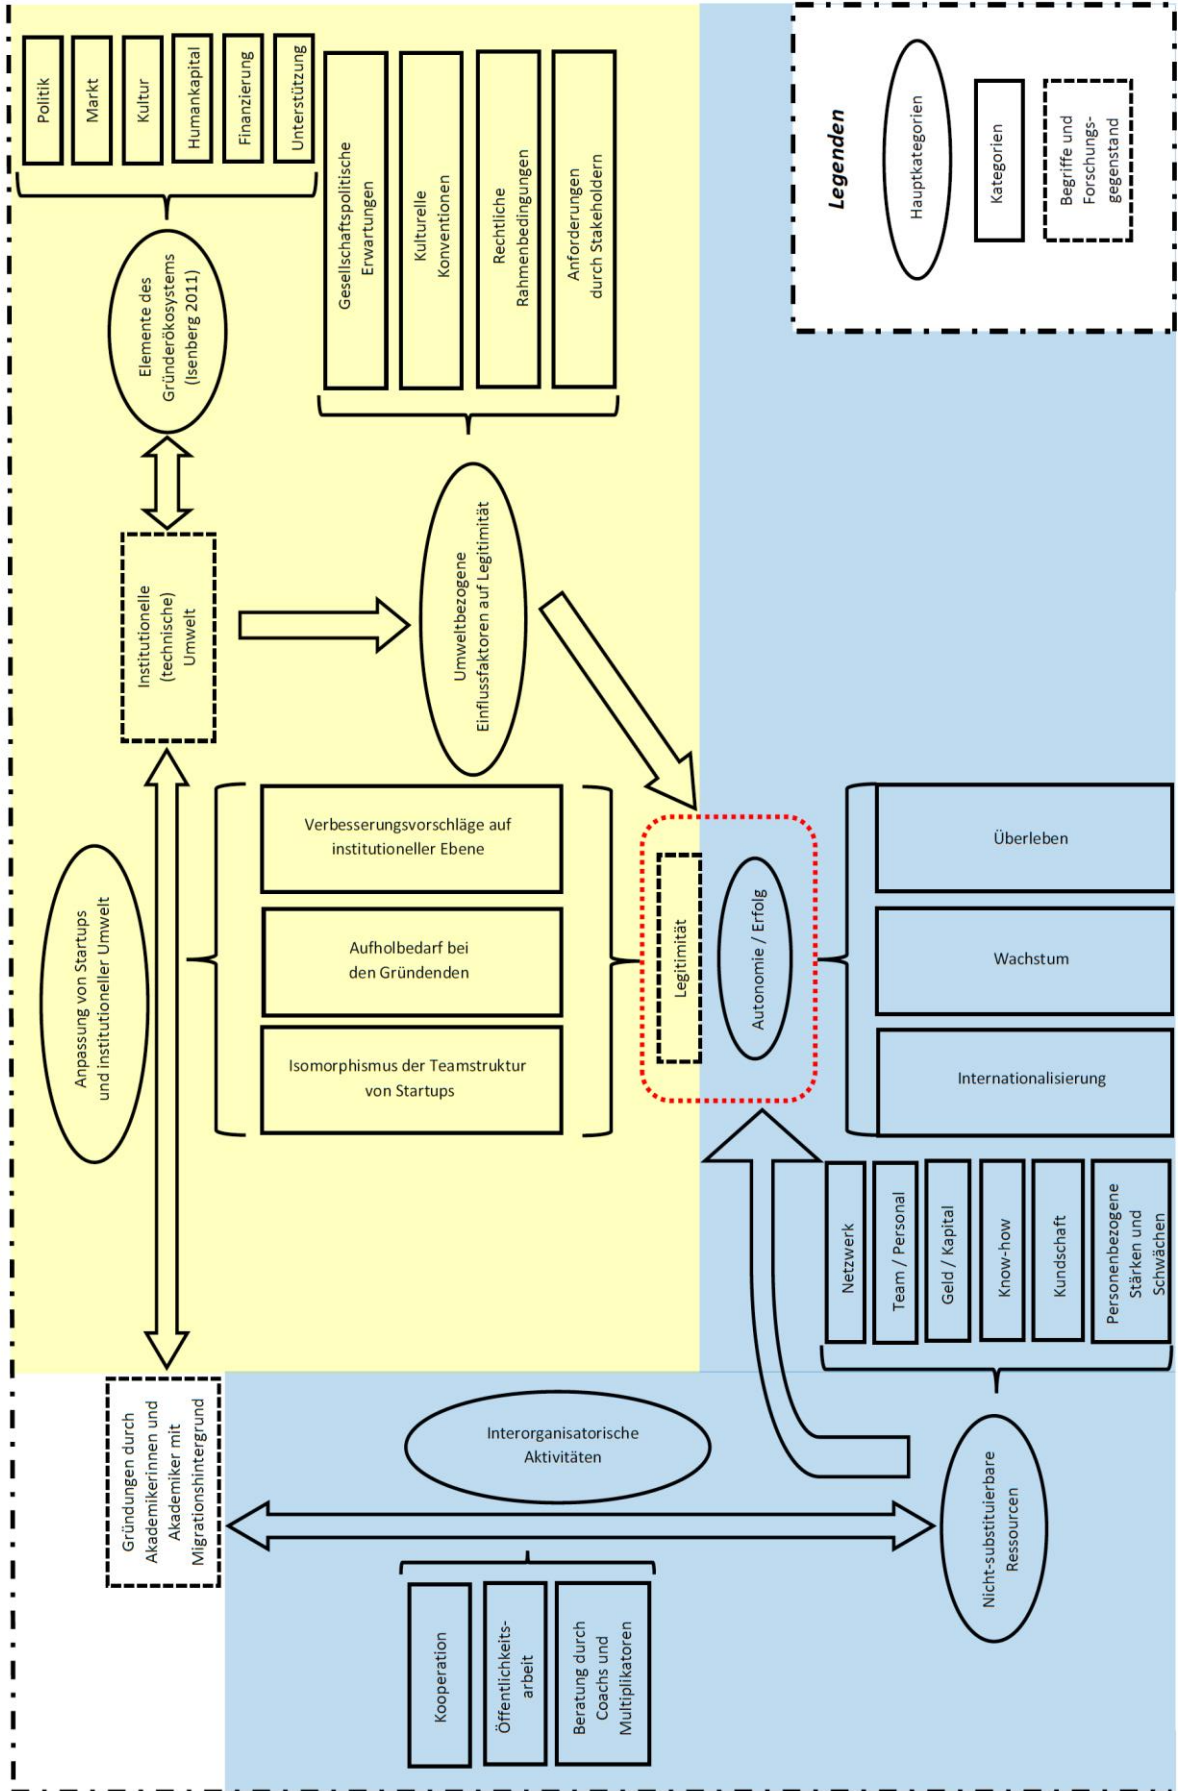 Gründungen durch
Akademikerinnen und
Akademiker mit
Migrationshintergrund
Anpassung von Startups
und institutioneller Umwelt
Institutionelle
(technische)
Umwelt
Elemente des
Gründerökosystems
(Isenberg 2011)
Politik
Markt
Kultur
Humankapital
Finanzierung
Unterstützung
Isomorphismus der Teamstruktur
von Startups
Aufholbedarf bei
den Gründenden
Verbesserungsvorschläge auf
institutioneller Ebene
Umweltbezogene
Einflussfaktoren auf Legitimität
Gesellschaftspolitische
Erwartungen
Kulturelle
Konventionen
Rechtliche
Rahmenbedingungen
Anforderungen
durch Stakeholdern
Kooperation
Öffentlichkeits-
arbeit
Beratung durch
Coachs und
Multiplikatoren
Interorganisatorische
Aktivitäten
Legitimität
Autonomie / Erfolg
Nicht-substituierbare
Ressourcen
Netzwerk
Team / Personal
Geld / Kapital
Know-how
Kundschaft
Personenbezogene
Stärken und
Schwächen
Internationalisierung
Wachstum
Überleben
Legenden
Hauptkategorien
Kategorien
Begriffe und
Forschungs-
gegenstand